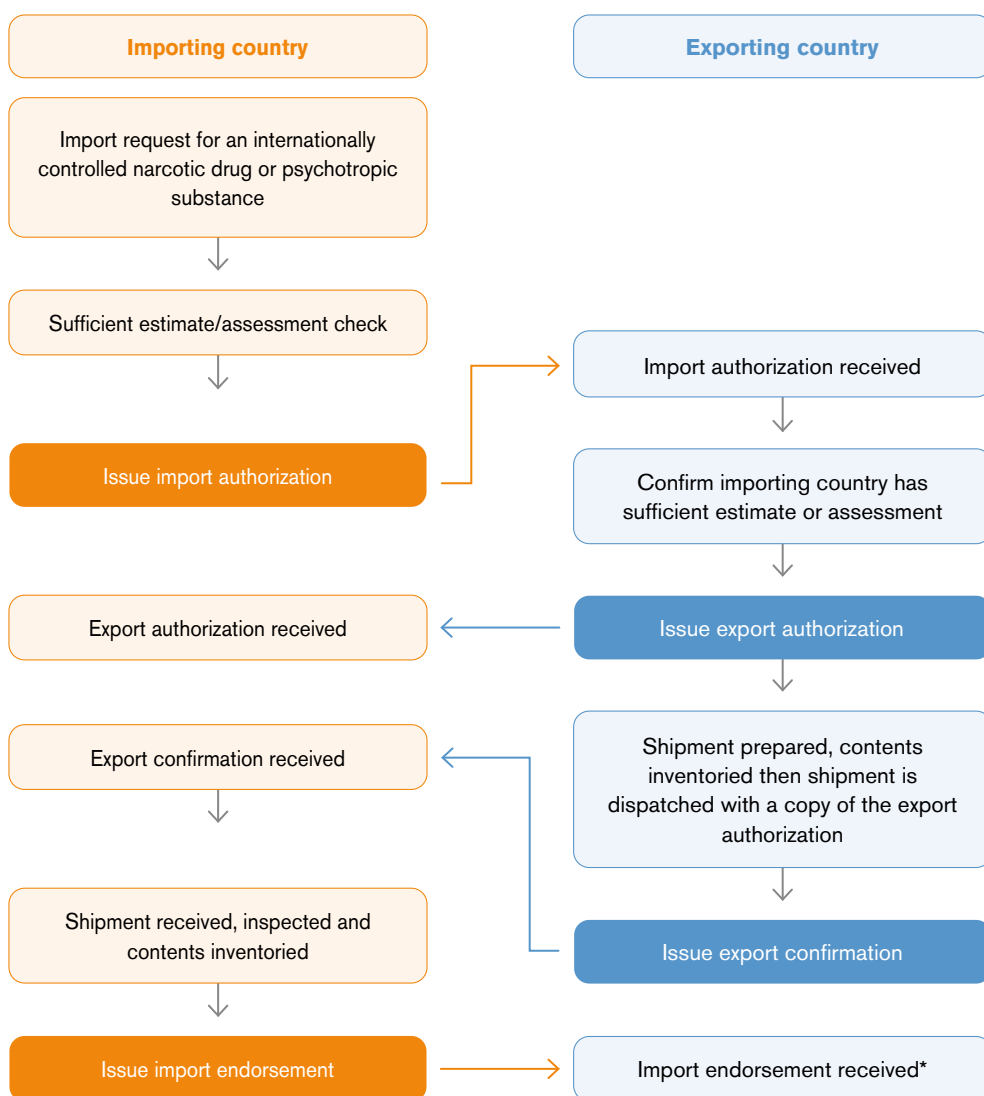 Importing country
Exporting country
Import request for an internationally
controlled narcotic drug or psychotropic
substance
Sufficient estimate/assessment check
Import authorization received
Issue import authorization
Confirm importing country has
sufficient estimate or assessment
Export authorization received
Issue export authorization
Export confirmation received
Shipment prepared, contents
inventoried then shipment is
dispatched with a copy of the export
authorization
Shipment received, inspected and
contents inventoried
Issue export confirmation
Issue import endorsement
Import endorsement received*